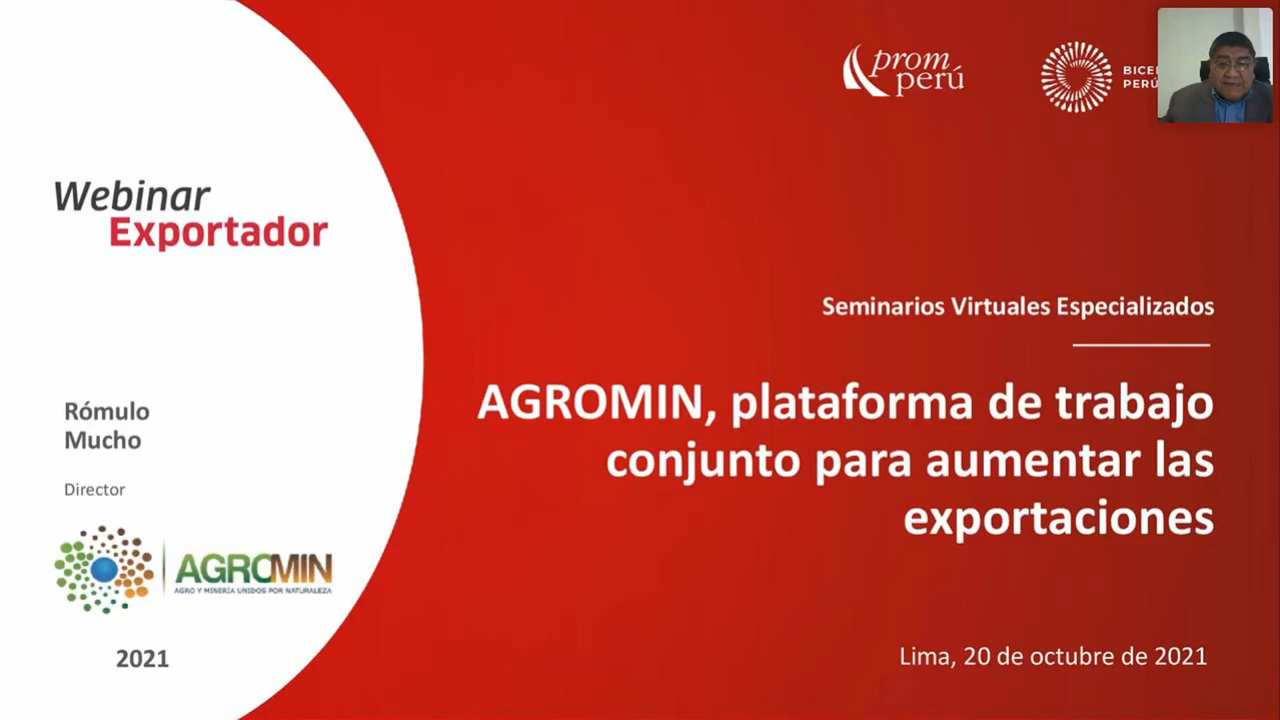 prom
perú
PERÚ
Webinar
Exportador
Seminarios Virtuales Especializados
AGROMIN, plataforma de trabajo
conjunto para aumentar las
exportaciones
Rómulo
Mucho
Director
AGROMIN
AGRO Y MINERÍA UNIDOS POR NATURALEZA
2021
Lima, 20 de octubre de 2021